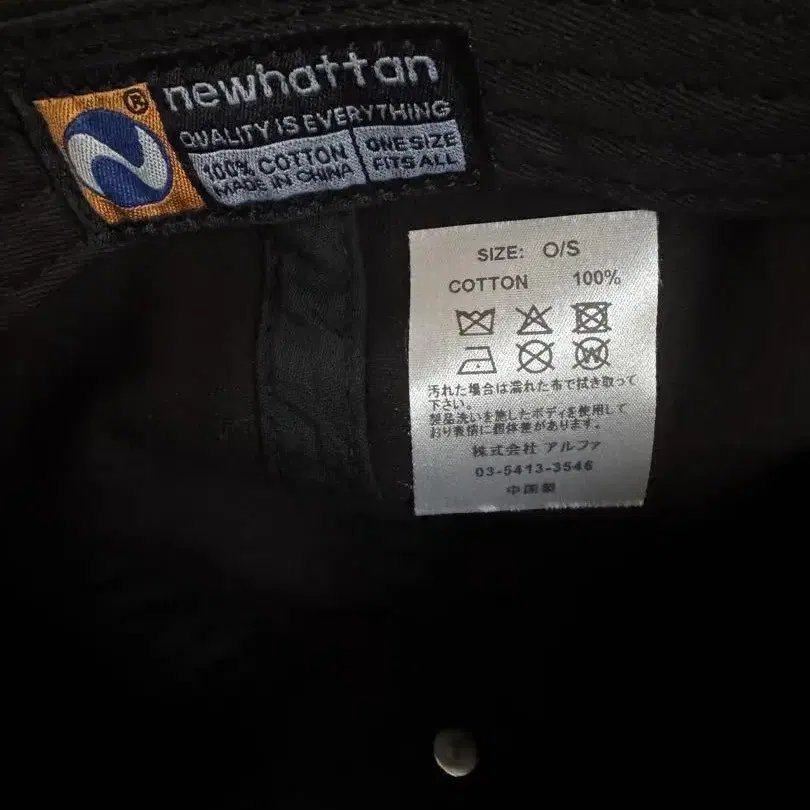 newhattan
QUALITY IS EVERYTHING
100% COTTON
MADE IN CHINA
ONE SIZE
FITS ALL
SIZE: O/S
COTTON 100%
汚れた場合は濡れた布で拭き取って
下さい。
製品洗いを施したボディを使用して
おり表情に個体差があります。
株式会社 アルファ
03-5413-3546
中国製